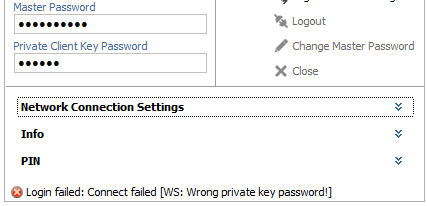 Master Password
••••••••••
Private Client Key Password
••••••
Logout
Change Master Password
Close
Network Connection Settings
Info
PIN
Login failed: Connect failed [WS: Wrong private key password!]